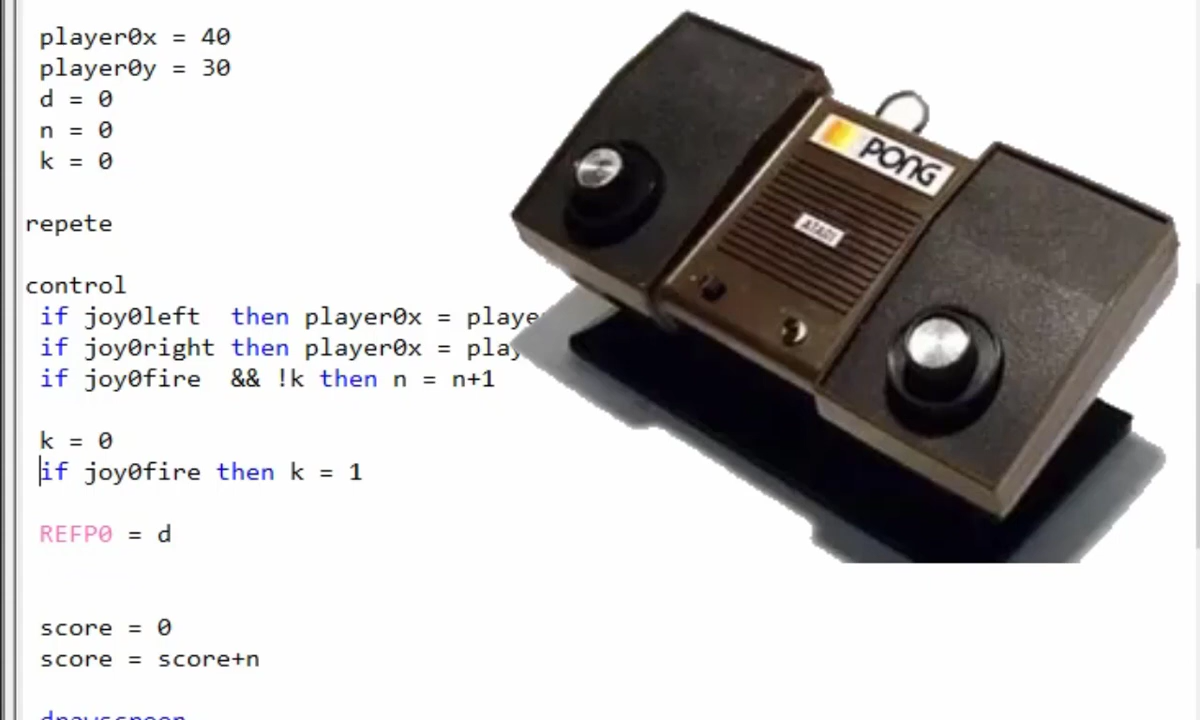 player0x = 40
player0y = 30
d = 0
n = 0
k = 0
repete
control
if joy0left  then player0x = playe
if joy0right then player0x = play
if joy0fire  && !k then n = n+1
k = 0
if joy0fire then k = 1
REFP0 = d
score = 0
score = score+n
drawscreen
PONG
ATARI